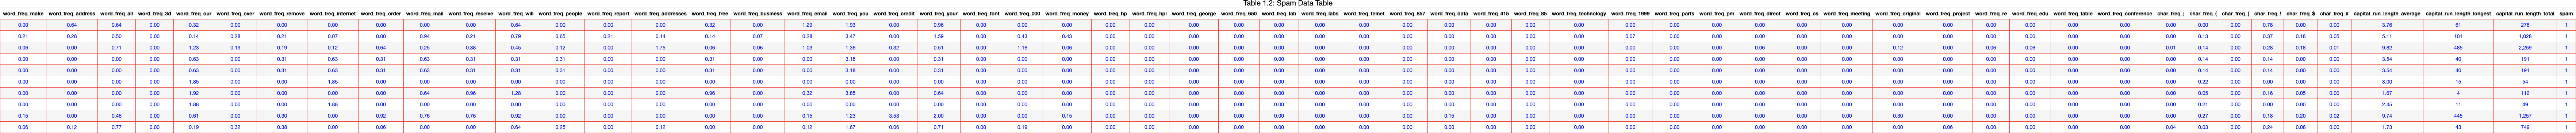 Table 1.2: Spam Data Table
word_freq_make word_freq_address word_freq_all word_freq_3d word_freq_our word_freq_over word_freq_remove word_freq_internet word_freq_order word_freq_mail word_freq_receive word_freq_will word_freq_people word_freq_report word_freq_addresses word_freq_free word_freq_business word_freq_email word_freq_you word_freq_credit word_freq_your word_freq_font word_freq_000 word_freq_money word_freq_hp word_freq_hpl word_freq_george word_freq_650 word_freq_lab word_freq_labs word_freq_telnet word_freq_857 word_freq_data word_freq_415 word_freq_85 word_freq_technology word_freq_1999 word_freq_parts word_freq_pm word_freq_direct word_freq_cs word_freq_meeting word_freq_original word_freq_project word_freq_re word_freq_edu word_freq_table word_freq_conference char_freq_; char_freq_( char_freq_[ char_freq_! char_freq_$ char_freq_# capital_run_length_average capital_run_length_longest capital_run_length_total spam
0.00 0.64 0.64 0.00 0.32 0.00 0.00 0.00 0.00 0.00 0.00 0.64 0.00 0.00 0.00 0.32 0.00 1.29 1.93 0.00 0.96 0.00 0.00 0.00 0.00 0.00 0.00 0.00 0.00 0.00 0.00 0.00 0.00 0.00 0.00 0.00 0.00 0.00 0.00 0.00 0.00 0.00 0.00 0.00 0.00 0.00 0.00 0.00 0.00 0.00 0.00 0.78 0.00 0.00 3.76 61 278 1
0.21 0.28 0.50 0.00 0.14 0.28 0.21 0.07 0.00 0.94 0.21 0.79 0.65 0.21 0.14 0.14 0.07 0.28 3.47 0.00 1.59 0.00 0.43 0.43 0.00 0.00 0.00 0.00 0.00 0.00 0.00 0.00 0.00 0.00 0.00 0.00 0.07 0.00 0.00 0.00 0.00 0.00 0.00 0.00 0.00 0.00 0.00 0.00 0.00 0.13 0.00 0.37 0.18 0.05 5.11 101 1,028 1
0.06 0.00 0.71 0.00 1.23 0.19 0.19 0.12 0.64 0.25 0.38 0.45 0.12 0.00 1.75 0.06 0.06 1.03 1.36 0.32 0.51 0.00 1.16 0.06 0.00 0.00 0.00 0.00 0.00 0.00 0.00 0.00 0.00 0.00 0.00 0.00 0.00 0.00 0.00 0.06 0.00 0.00 0.12 0.00 0.06 0.06 0.00 0.00 0.01 0.14 0.00 0.28 0.18 0.01 9.82 485 2,259 1
0.00 0.00 0.00 0.00 0.63 0.00 0.31 0.63 0.31 0.63 0.31 0.31 0.31 0.00 0.00 0.31 0.00 0.00 3.18 0.00 0.31 0.00 0.00 0.00 0.00 0.00 0.00 0.00 0.00 0.00 0.00 0.00 0.00 0.00 0.00 0.00 0.00 0.00 0.00 0.00 0.00 0.00 0.00 0.00 0.00 0.00 0.00 0.00 0.00 0.14 0.00 0.14 0.00 0.00 3.54 40 191 1
0.00 0.00 0.00 0.00 0.63 0.00 0.31 0.63 0.31 0.63 0.31 0.31 0.31 0.00 0.00 0.31 0.00 0.00 3.18 0.00 0.31 0.00 0.00 0.00 0.00 0.00 0.00 0.00 0.00 0.00 0.00 0.00 0.00 0.00 0.00 0.00 0.00 0.00 0.00 0.00 0.00 0.00 0.00 0.00 0.00 0.00 0.00 0.00 0.00 0.14 0.00 0.14 0.00 0.00 3.54 40 191 1
0.00 0.00 0.00 0.00 1.85 0.00 0.00 1.85 0.00 0.00 0.00 0.00 0.00 0.00 0.00 0.00 0.00 0.00 0.00 0.00 0.00 0.00 0.00 0.00 0.00 0.00 0.00 0.00 0.00 0.00 0.00 0.00 0.00 0.00 0.00 0.00 0.00 0.00 0.00 0.00 0.00 0.00 0.00 0.00 0.00 0.00 0.00 0.00 0.00 0.22 0.00 0.00 0.00 0.00 3.00 15 54 1
0.00 0.00 0.00 0.00 1.92 0.00 0.00 0.00 0.00 0.64 0.96 1.28 0.00 0.00 0.00 0.96 0.00 0.32 3.85 0.00 0.64 0.00 0.00 0.00 0.00 0.00 0.00 0.00 0.00 0.00 0.00 0.00 0.00 0.00 0.00 0.00 0.00 0.00 0.00 0.00 0.00 0.00 0.00 0.00 0.00 0.00 0.00 0.00 0.00 0.05 0.00 0.16 0.05 0.00 1.67 4 112 1
0.00 0.00 0.00 0.00 1.88 0.00 0.00 1.88 0.00 0.00 0.00 0.00 0.00 0.00 0.00 0.00 0.00 0.00 0.00 0.00 0.00 0.00 0.00 0.00 0.00 0.00 0.00 0.00 0.00 0.00 0.00 0.00 0.00 0.00 0.00 0.00 0.00 0.00 0.00 0.00 0.00 0.00 0.00 0.00 0.00 0.00 0.00 0.00 0.00 0.21 0.00 0.00 0.00 0.00 2.45 11 49 1
0.15 0.00 0.46 0.00 0.61 0.00 0.30 0.00 0.92 0.76 0.76 0.92 0.00 0.00 0.00 0.00 0.00 0.15 1.23 3.53 2.00 0.00 0.00 0.15 0.00 0.00 0.00 0.00 0.00 0.00 0.00 0.00 0.15 0.00 0.00 0.00 0.00 0.00 0.00 0.00 0.00 0.00 0.30 0.00 0.00 0.00 0.00 0.00 0.00 0.27 0.00 0.18 0.20 0.02 9.74 445 1,257 1
0.06 0.12 0.77 0.00 0.19 0.32 0.38 0.00 0.06 0.00 0.00 0.64 0.25 0.00 0.12 0.00 0.00 0.12 1.67 0.06 0.71 0.00 0.19 0.00 0.00 0.00 0.00 0.00 0.00 0.00 0.00 0.00 0.00 0.00 0.00 0.00 0.00 0.00 0.00 0.00 0.00 0.00 0.00 0.06 0.00 0.00 0.00 0.00 0.04 0.03 0.00 0.24 0.08 0.00 1.73 43 749 1